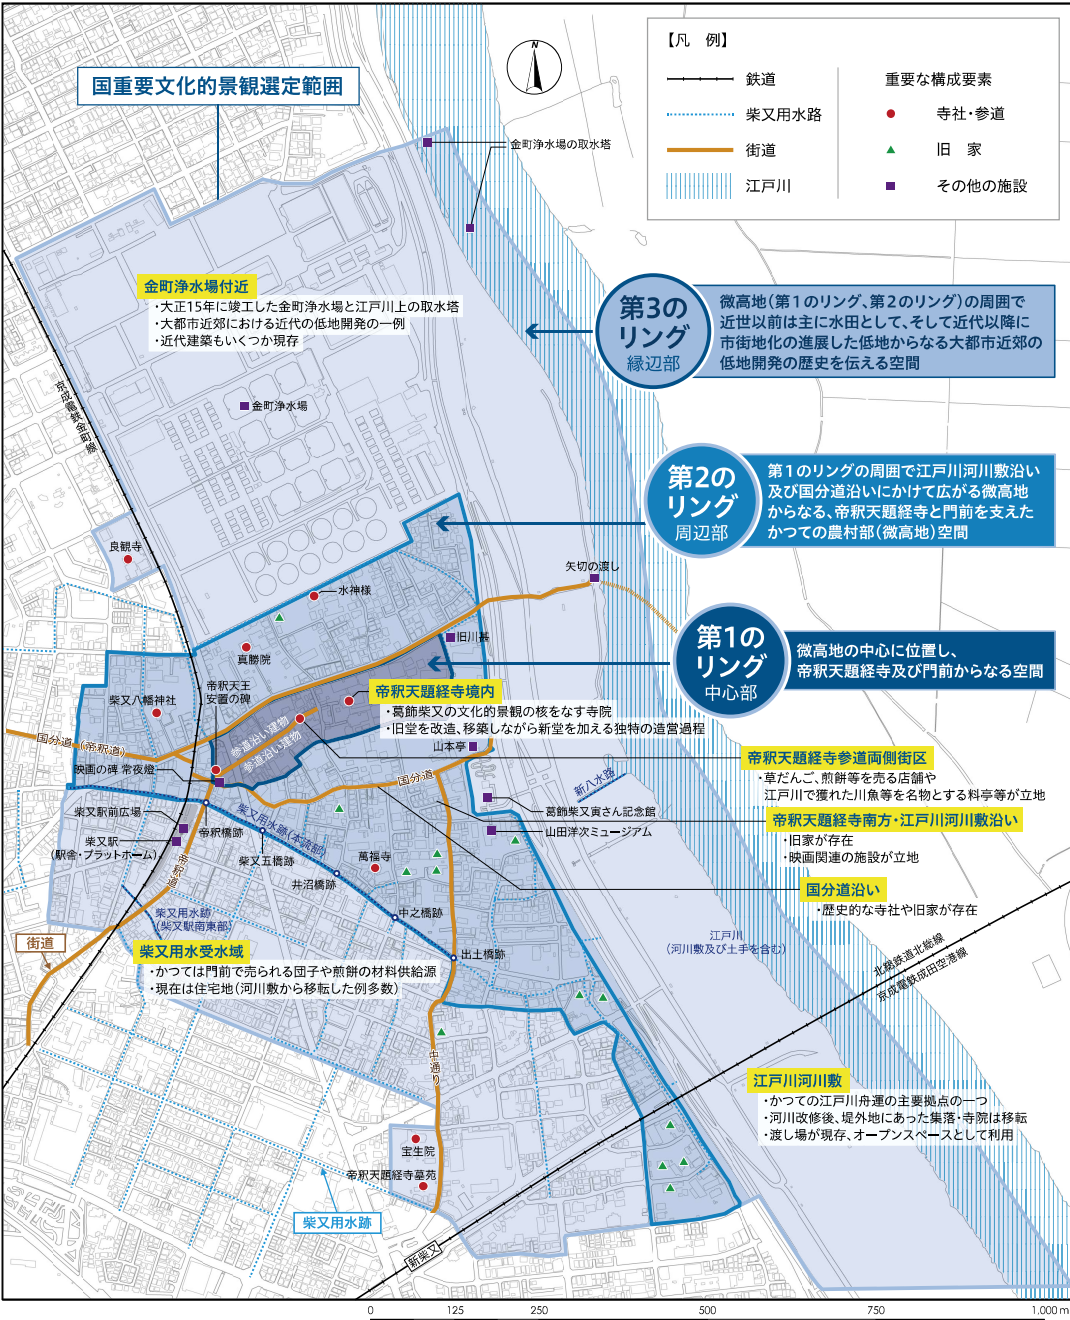 国重要文化的景観選定範囲
N
【凡　例】
鉄道
柴又用水路
街道
江戸川
重要な構成要素
寺社・参道
旧　家
その他の施設
金町浄水場の取水塔
金町浄水場付近
・大正15年に竣工した金町浄水場と江戸川上の取水塔
・大都市近郊における近代の低地開発の一例
・近代建築もいくつか現存
第3の
リング
縁辺部
微高地（第１のリング、第２のリング）の周囲で
近世以前は主に水田として、そして近代以降に
市街地化の進展した低地からなる大都市近郊の
低地開発の歴史を伝える空間
京成電鉄金町線
金町浄水場
第2の
リング
周辺部
第１のリングの周囲で江戸川河川敷沿い
及び国分道沿いにかけて広がる微高地
からなる、帝釈天題経寺と門前を支えた
かつての農村部（微高地）空間
良観寺
矢切の渡し
水神様
旧川甚
第1の
リング
中心部
微高地の中心に位置し、
帝釈天題経寺及び門前からなる空間
真勝院
帝釈天王
安置の碑
柴又八幡神社
帝釈天題経寺境内
・葛飾柴又の文化的景観の核をなす寺院
・旧堂を改造、移築しながら新堂を加える独特の造営過程
参道沿い建物
参道沿い建物
山本亭
国分道（帝釈道）
映画の碑 常夜燈
国分道
新八水路
帝釈天題経寺参道両側街区
・草だんご、煎餅等を売る店舗や
江戸川で獲れた川魚等を名物とする料亭等が立地
柴又駅前広場
帝釈橋跡
柴又用水跡（本流部）
葛飾柴又寅さん記念館
山田洋次ミュージアム
帝釈天題経寺南方・江戸川河川敷沿い
・旧家が存在
・映画関連の施設が立地
柴又駅
（駅舎・プラットホーム）
帝釈道
柴又五橋跡
萬福寺
井沼橋跡
国分道沿い
・歴史的な寺社や旧家が存在
中之橋跡
柴又用水跡
（柴又駅南東部）
街道
柴又用水受水域
・かつては門前で売られる団子や煎餅の材料供給源
・現在は住宅地（河川敷から移転した例多数）
出土橋跡
江戸川
（河川敷及び土手を含む）
北総鉄道北総線
京成電鉄成田空港線
中通り
江戸川河川敷
・かつての江戸川舟運の主要拠点の一つ
・河川改修後、堤外地にあった集落・寺院は移転
・渡し場が現存、オープンスペースとして利用
宝生院
帝釈天題経寺墓苑
柴又用水跡
新柴又
0 125 250 500 750 1,000 m